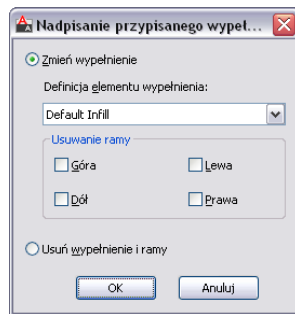 Nadpisanie przypisanego wypeł...
Zmień wypełnienie
Definicja elementu wypełnienia:
Default Infill
Usuwanie ramy
Góra Lewa
Dół Prawa
Usuń wypełnienie i ramy
OK Anuluj